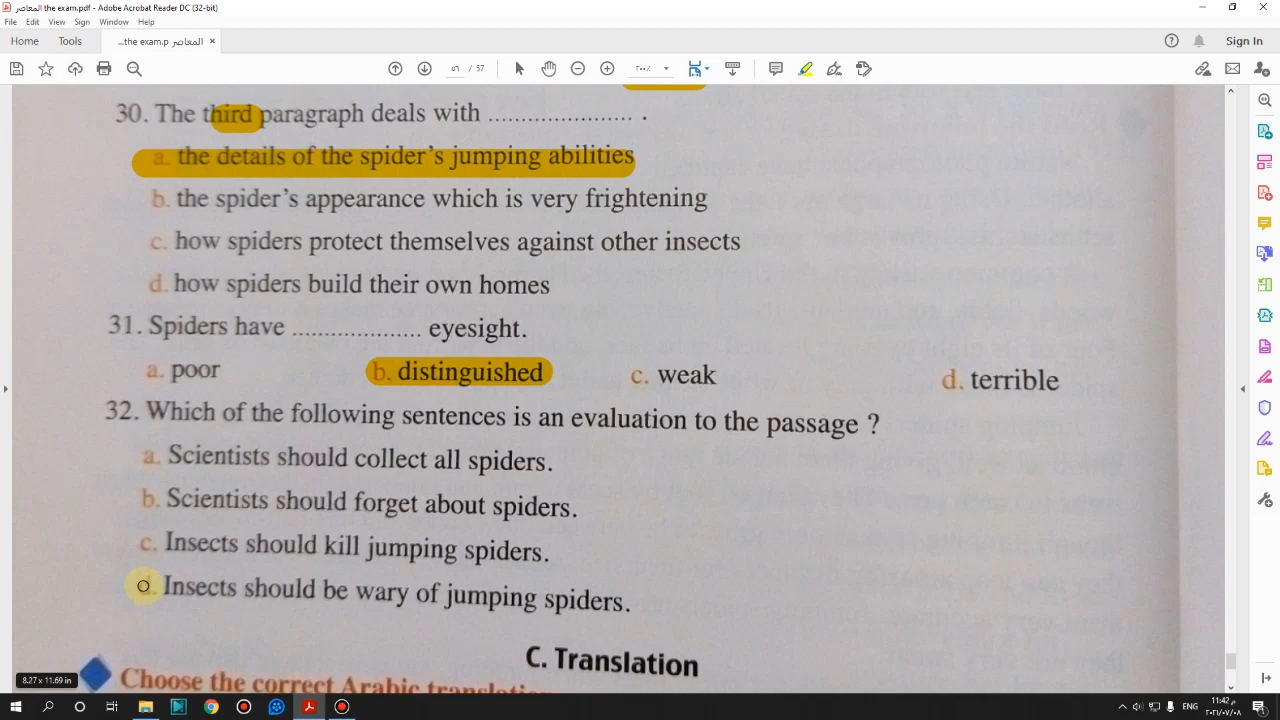 المعاصر the exam.pdf - Adobe Acrobat Reader DC (32-bit)
File Edit View Sign Window Help
Home Tools ...the exam.p المعاصر × Sign In
٥٦ / 57
30. The third paragraph deals with ..................... .
a. the details of the spider's jumping abilities
b. the spider's appearance which is very frightening
c. how spiders protect themselves against other insects
d. how spiders build their own homes
31. Spiders have ................... eyesight.
a. poor b. distinguished c. weak d. terrible
32. Which of the following sentences is an evaluation to the passage ?
a. Scientists should collect all spiders.
b. Scientists should forget about spiders.
c. Insects should kill jumping spiders.
Insects should be wary of jumping spiders.
C. Translation
Choose the correct Arabic translation
8.27 x 11.69 in
ENG
11:42 م